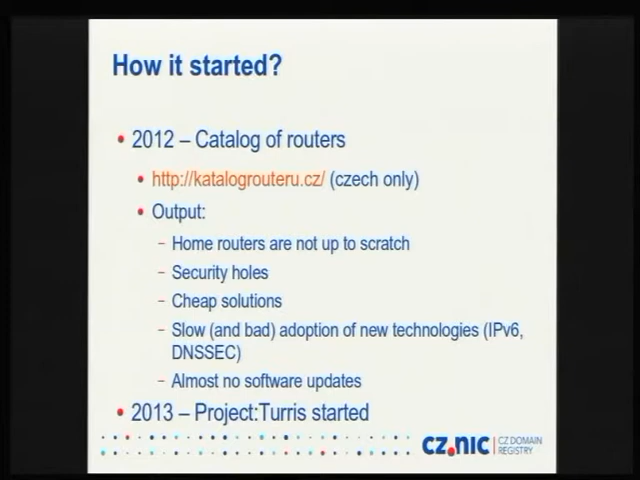 How it started?
2012 – Catalog of routers
http://katalogrouteru.cz/ (czech only)
Output:
Home routers are not up to scratch
Security holes
Cheap solutions
Slow (and bad) adoption of new technologies (IPv6,
DNSSEC)
Almost no software updates
2013 – Project:Turris started
CZ.NIC
CZ DOMAIN
REGISTRY